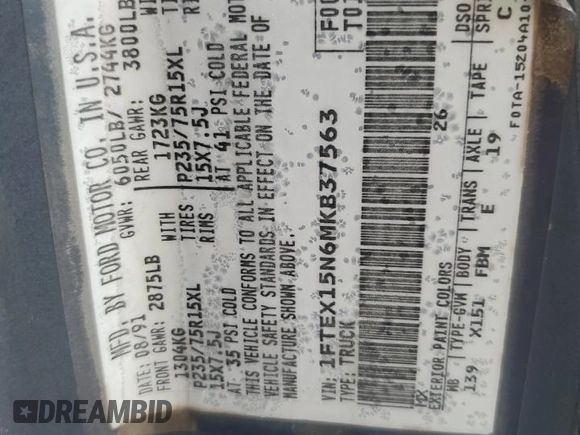 MFD. BY FORD MOTOR CO. IN U.S.A.
DATE: 08/91 GVWR: 6050LB/ 2744KG
FRONT GAWR: 2875LB REAR GAWR: 3800LB
1304KG WITH 1723KG
P235/75R15XL TIRES P235/75R15XL
15X7.5J RIMS 15X7.5J
AT 35 PSI COLD AT 41 PSI COLD
THIS VEHICLE CONFORMS TO ALL APPLICABLE FEDERAL
VEHICLE SAFETY STANDARDS IN EFFECT ON THE DATE OF
MANUFACTURE SHOWN ABOVE.
VIN: 1FTEX15N6MKB37563
TYPE: TRUCK
MX 26
EXTERIOR PAINT COLORS DSO
WB TYPE-GVW BODY TRANS AXLE TAPE
139 X151 FBM E 19 C
F0TA-15204A10-
DREAMBID